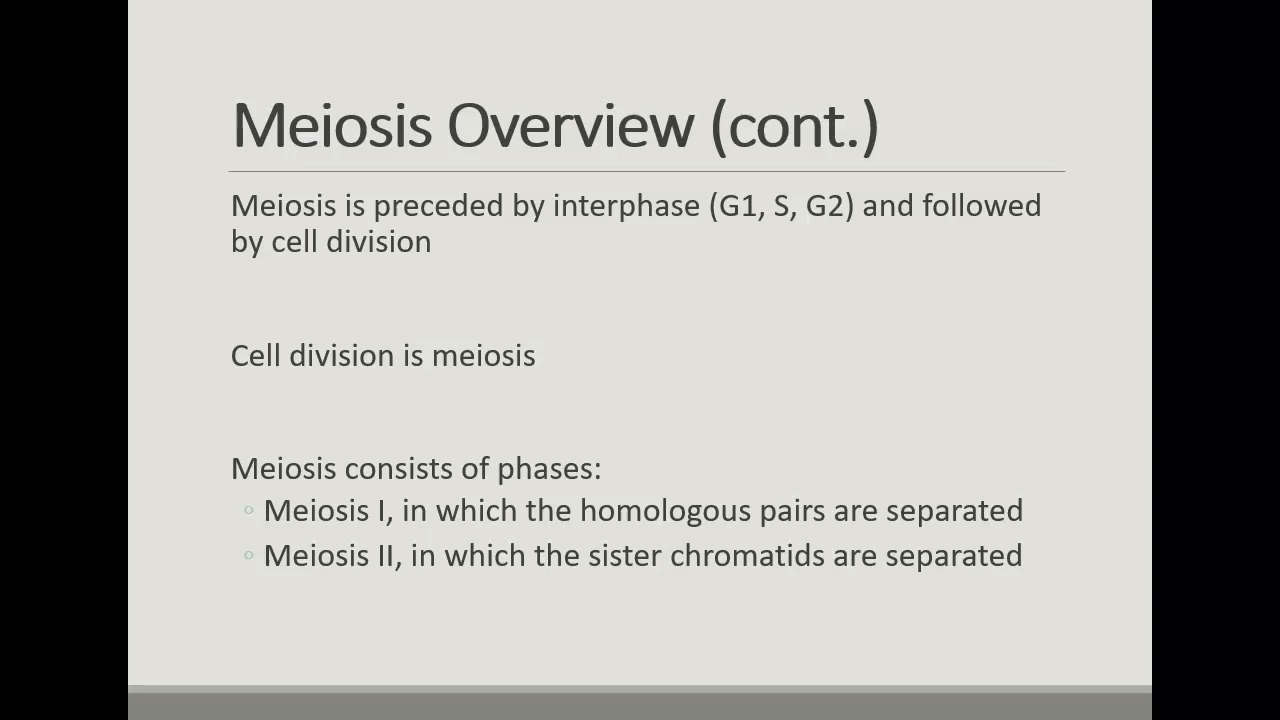 Meiosis Overview (cont.)
Meiosis is preceded by interphase (G1, S, G2) and followed
by cell division
Cell division is meiosis
Meiosis consists of phases:
◦ Meiosis I, in which the homologous pairs are separated
◦ Meiosis II, in which the sister chromatids are separated